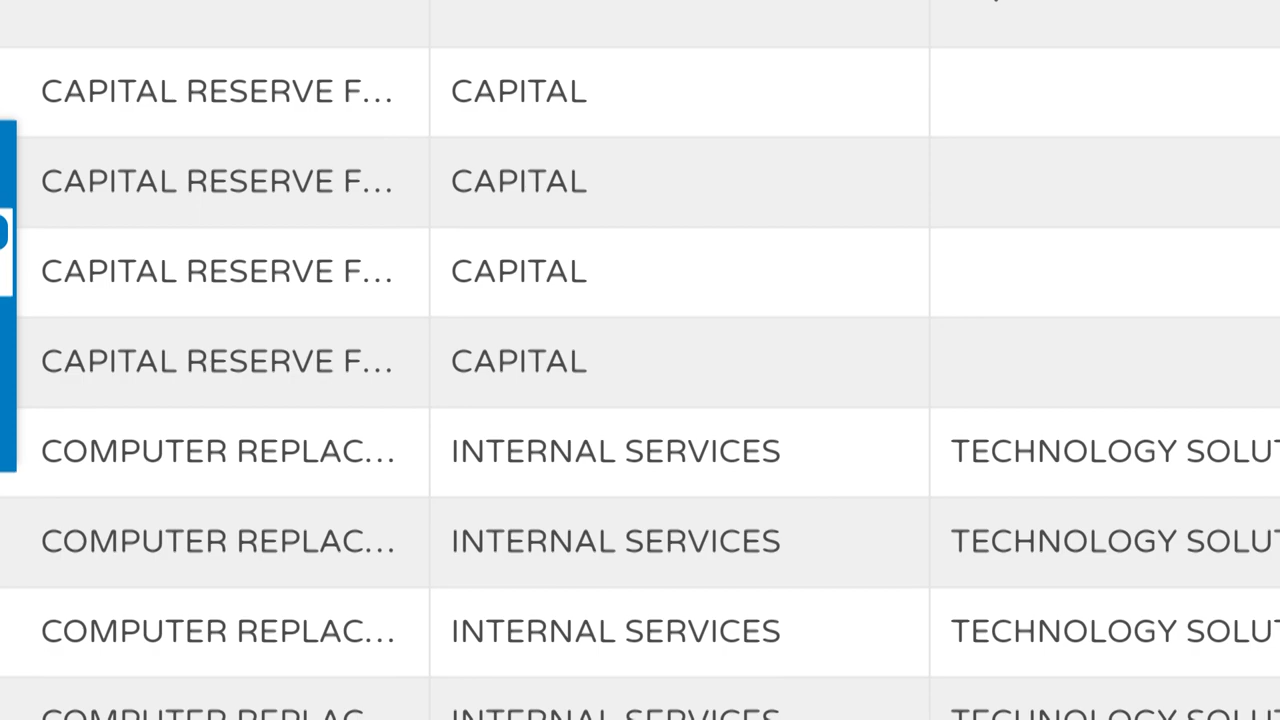 CAPITAL RESERVE F... CAPITAL
CAPITAL RESERVE F... CAPITAL
CAPITAL RESERVE F... CAPITAL
CAPITAL RESERVE F... CAPITAL
COMPUTER REPLAC... INTERNAL SERVICES TECHNOLOGY SOLUT
COMPUTER REPLAC... INTERNAL SERVICES TECHNOLOGY SOLUT
COMPUTER REPLAC... INTERNAL SERVICES TECHNOLOGY SOLUT
COMPUTER REPLAC... INTERNAL SERVICES TECHNOLOGY SOLUT